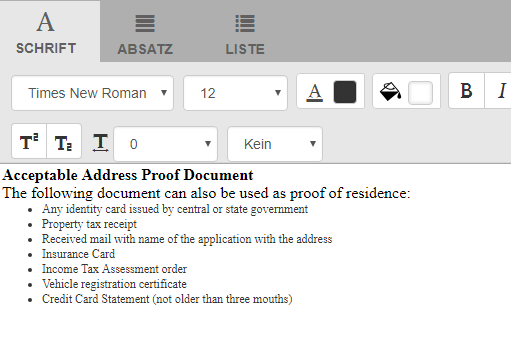 A
SCHRIFT
ABSATZ
LISTE
Times New Roman
12
A
B I
T² T₂ T 0 Kein
Acceptable Address Proof Document
The following document can also be used as proof of residence:
• Any identity card issued by central or state government
• Property tax receipt
• Received mail with name of the application with the address
• Insurance Card
• Income Tax Assessment order
• Vehicle registration certificate
• Credit Card Statement (not older than three mouths)